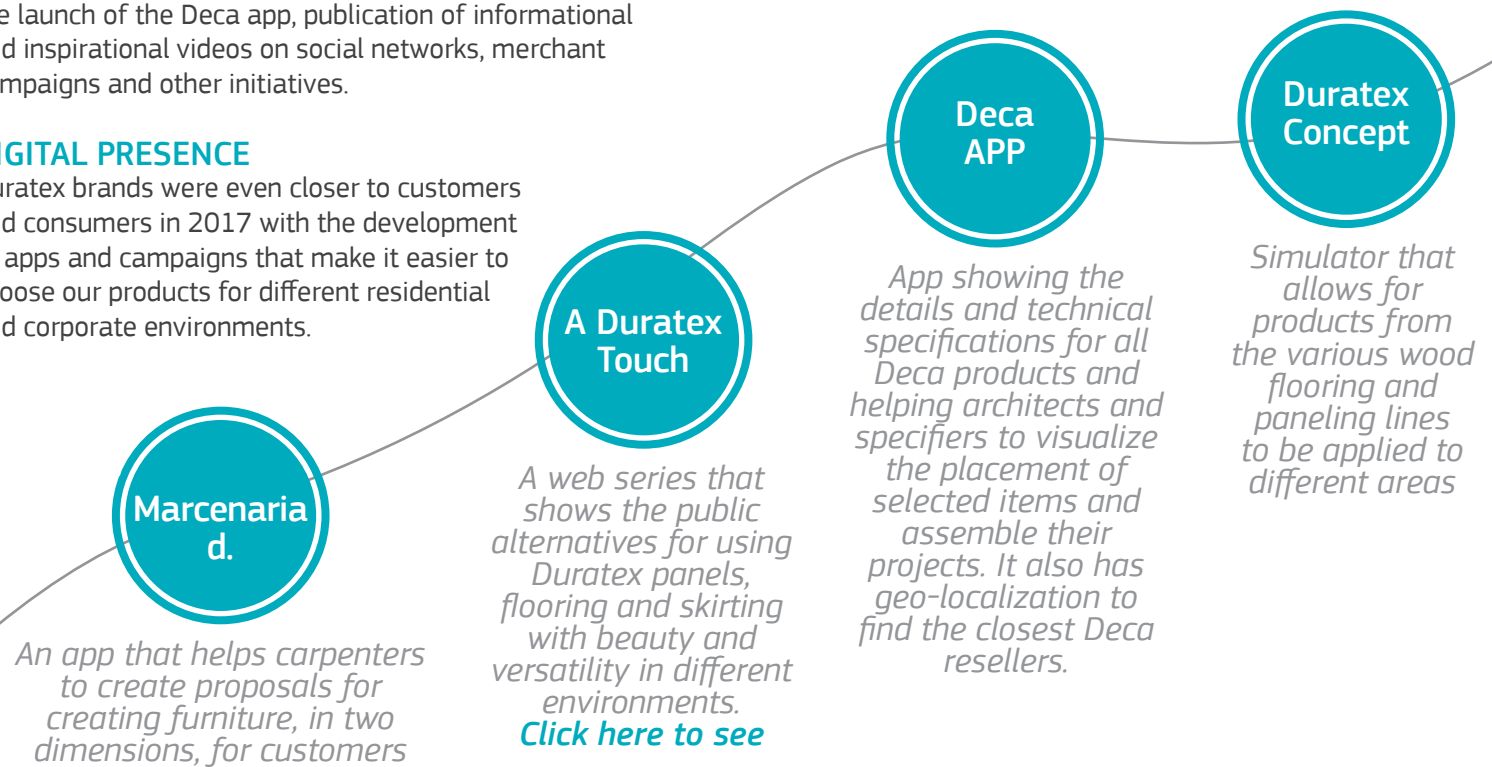 e launch of the Deca app, publication of informational
d inspirational videos on social networks, merchant
mpaigns and other initiatives.
IGITAL PRESENCE
uratex brands were even closer to customers
d consumers in 2017 with the development
apps and campaigns that make it easier to
oose our products for different residential
d corporate environments.
Marcenaria
d.
An app that helps carpenters
to create proposals for
creating furniture, in two
dimensions, for customers
A Duratex
Touch
A web series that
shows the public
alternatives for using
Duratex panels,
flooring and skirting
with beauty and
versatility in different
environments.
Click here to see
Deca
APP
App showing the
details and technical
specifications for all
Deca products and
helping architects and
specifiers to visualize
the placement of
selected items and
assemble their
projects. It also has
geo-localization to
find the closest Deca
resellers.
Duratex
Concept
Simulator that
allows for
products from
the various wood
flooring and
paneling lines
to be applied to
different areas